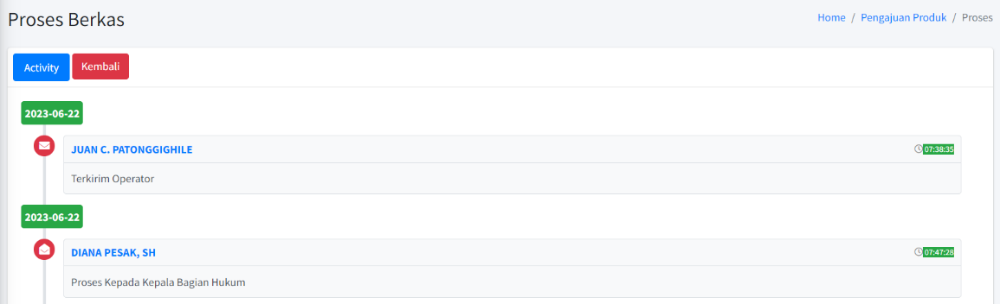 Proses Berkas
Home / Pengajuan Produk / Proses
Activity
Kembali
2023-06-22
JUAN C. PATONGGIGHILE
07:38:35
Terkirim Operator
2023-06-22
DIANA PESAK, SH
07:47:28
Proses Kepada Kepala Bagian Hukum